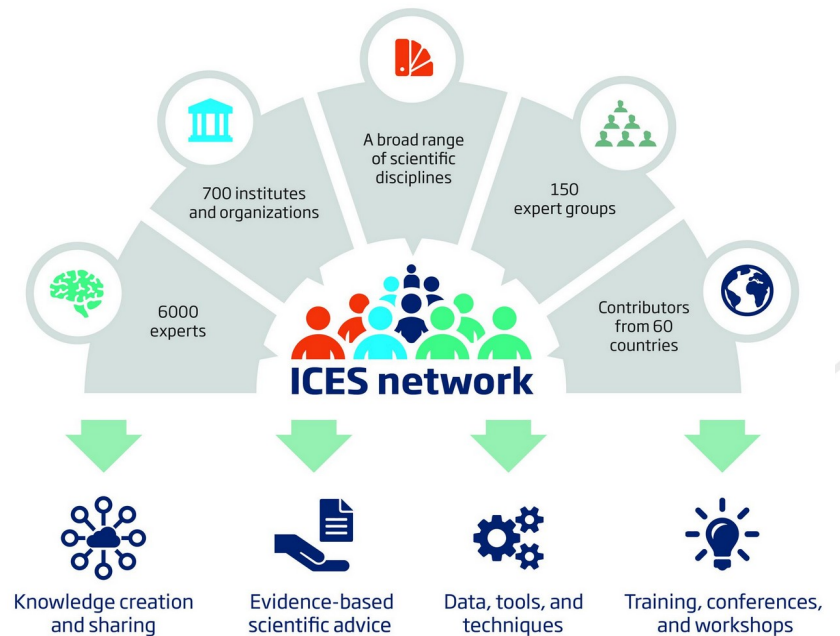 6000
experts
700 institutes
and organizations
A broad range
of scientific
disciplines
150
expert groups
Contributors
from 60
countries
ICES network
Knowledge creation
and sharing
Evidence-based
scientific advice
Data, tools, and
techniques
Training, conferences,
and workshops